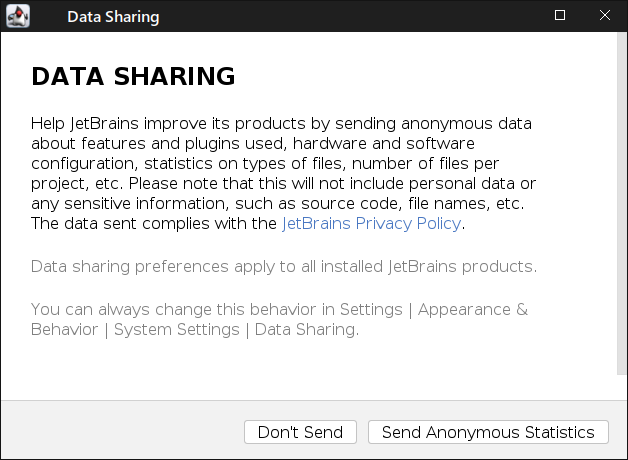 Data Sharing
DATA SHARING
Help JetBrains improve its products by sending anonymous data
about features and plugins used, hardware and software
configuration, statistics on types of files, number of files per
project, etc. Please note that this will not include personal data or
any sensitive information, such as source code, file names, etc.
The data sent complies with the JetBrains Privacy Policy.
Data sharing preferences apply to all installed JetBrains products.
You can always change this behavior in Settings | Appearance &
Behavior | System Settings | Data Sharing.
Don't Send
Send Anonymous Statistics